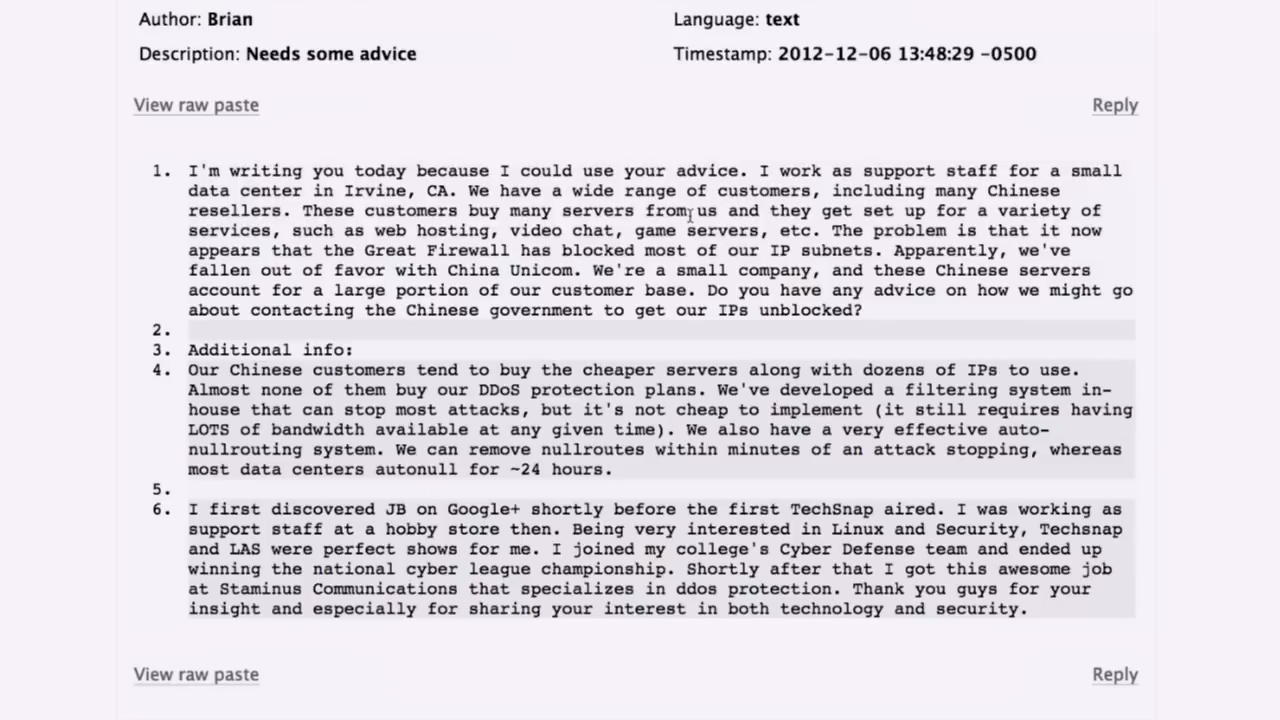 Author: Brian
Language: text
Description: Needs some advice
Timestamp: 2012-12-06 13:48:29 -0500
View raw paste
Reply
1. I'm writing you today because I could use your advice. I work as support staff for a small
data center in Irvine, CA. We have a wide range of customers, including many Chinese
resellers. These customers buy many servers from us and they get set up for a variety of
services, such as web hosting, video chat, game servers, etc. The problem is that it now
appears that the Great Firewall has blocked most of our IP subnets. Apparently, we've
fallen out of favor with China Unicom. We're a small company, and these Chinese servers
account for a large portion of our customer base. Do you have any advice on how we might go
about contacting the Chinese government to get our IPs unblocked?
2.
3. Additional info:
4. Our Chinese customers tend to buy the cheaper servers along with dozens of IPs to use.
Almost none of them buy our DDoS protection plans. We've developed a filtering system in-
house that can stop most attacks, but it's not cheap to implement (it still requires having
LOTS of bandwidth available at any given time). We also have a very effective auto-
nullrouting system. We can remove nullroutes within minutes of an attack stopping, whereas
most data centers autonull for ~24 hours.
5.
6. I first discovered JB on Google+ shortly before the first TechSnap aired. I was working as
support staff at a hobby store then. Being very interested in Linux and Security, Techsnap
and LAS were perfect shows for me. I joined my college's Cyber Defense team and ended up
winning the national cyber league championship. Shortly after that I got this awesome job
at Staminus Communications that specializes in ddos protection. Thank you guys for your
insight and especially for sharing your interest in both technology and security.
View raw paste
Reply